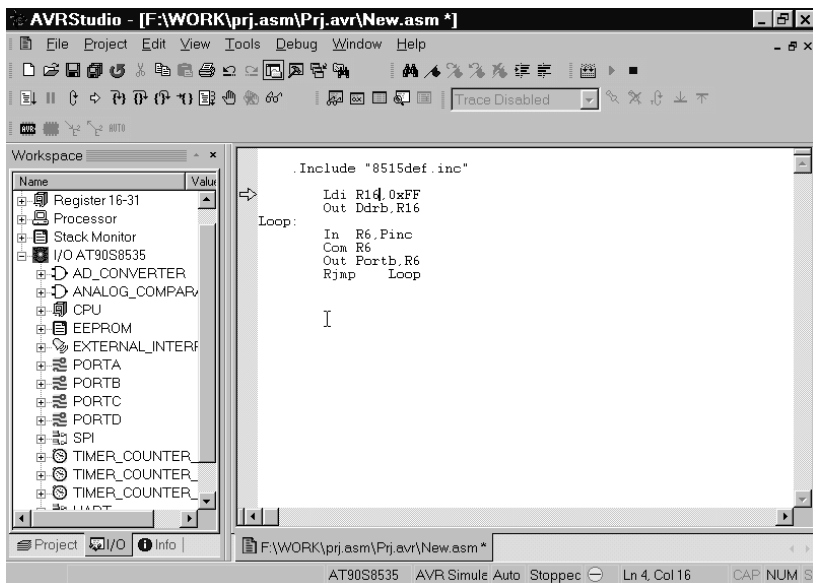 AVRStudio - [F:\WORK\prj.asm\Prj.avr\New.asm *]
File Project Edit View Tools Debug Window Help
Trace Disabled
AVR AUTO
Workspace
Name Value
Register 16-31
Processor
Stack Monitor
I/O AT90S8535
AD_CONVERTER
ANALOG_COMPAR
CPU
EEPROM
EXTERNAL_INTERF
PORTA
PORTB
PORTC
PORTD
SPI
TIMER_COUNTER_
TIMER_COUNTER_
TIMER_COUNTER_
UART
Project I/O Info
.Include "8515def.inc"
Ldi R16,0xFF
Out Ddrb,R16
Loop:
In R6,Pinc
Com R6
Out Portb,R6
Rjmp Loop
F:\WORK\prj.asm\Prj.avr\New.asm *
AT90S8535 AVR Simule Auto Stoppec Ln 4, Col 16 CAP NUM S